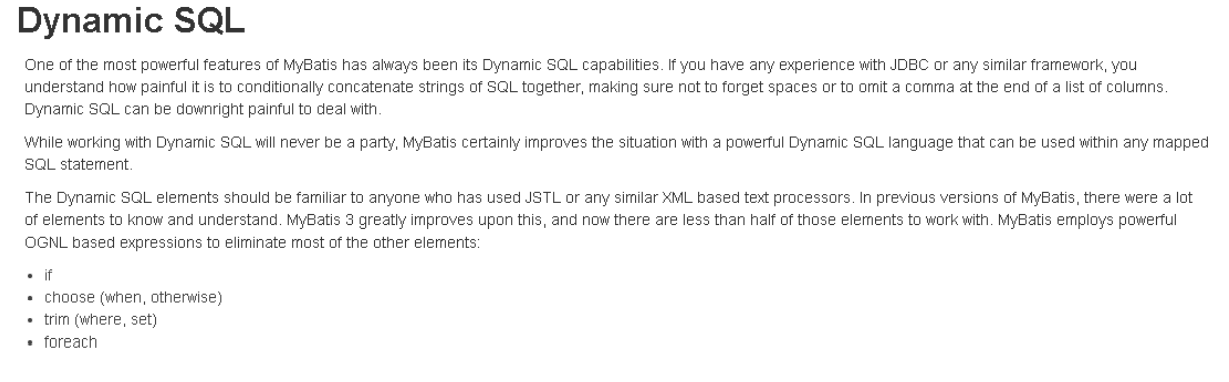 Dynamic SQL
One of the most powerful features of MyBatis has always been its Dynamic SQL capabilities. If you have any experience with JDBC or any similar framework, you
understand how painful it is to conditionally concatenate strings of SQL together, making sure not to forget spaces or to omit a comma at the end of a list of columns.
Dynamic SQL can be downright painful to deal with.
While working with Dynamic SQL will never be a party, MyBatis certainly improves the situation with a powerful Dynamic SQL language that can be used within any mapped
SQL statement.
The Dynamic SQL elements should be familiar to anyone who has used JSTL or any similar XML based text processors. In previous versions of MyBatis, there were a lot
of elements to know and understand. MyBatis 3 greatly improves upon this, and now there are less than half of those elements to work with. MyBatis employs powerful
OGNL based expressions to eliminate most of the other elements:
• if
• choose (when, otherwise)
• trim (where, set)
• foreach